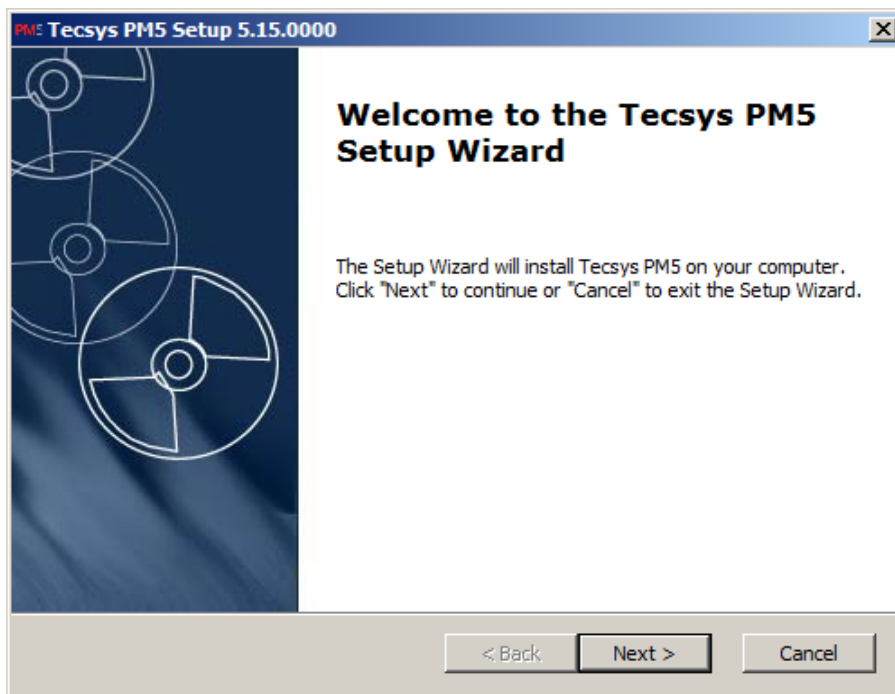 PM5 Tecsys PM5 Setup 5.15.0000
Welcome to the Tecsys PM5
Setup Wizard
The Setup Wizard will install Tecsys PM5 on your computer.
Click "Next" to continue or "Cancel" to exit the Setup Wizard.
< Back
Next >
Cancel